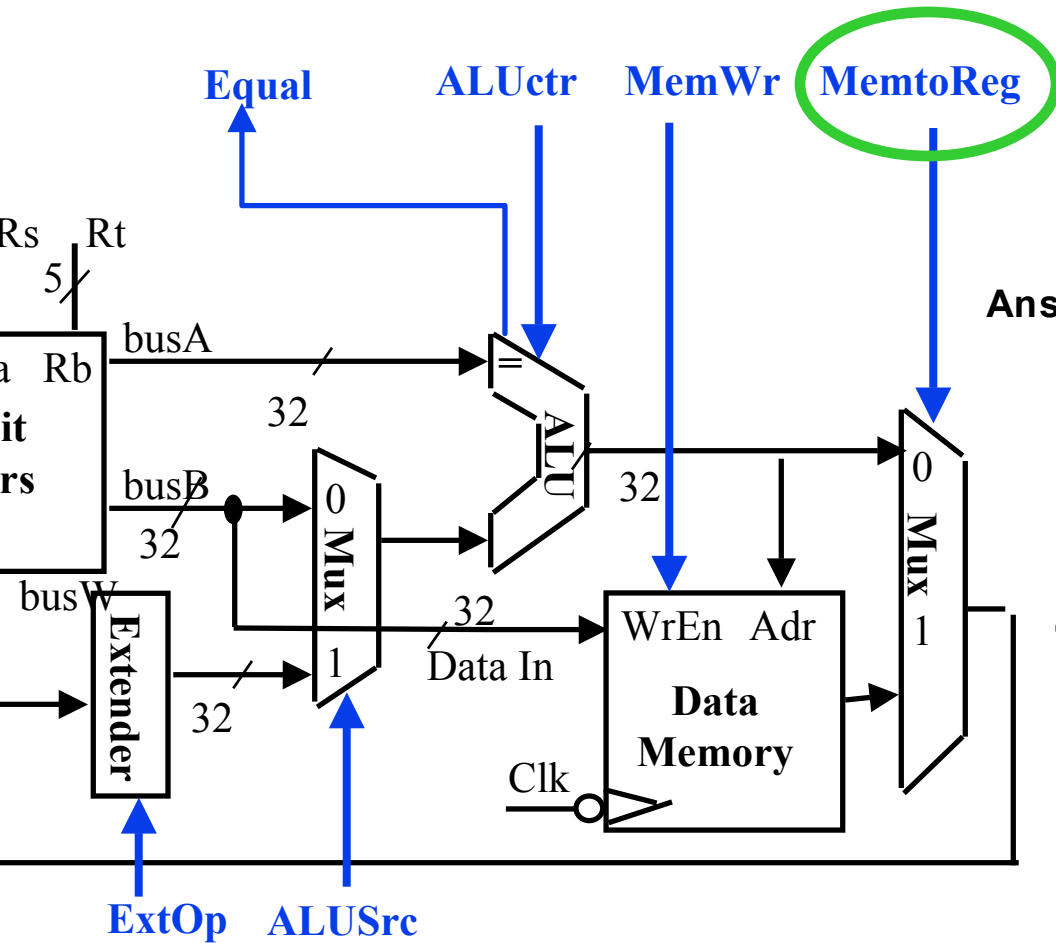 Equal ALUctr MemWr MemtoReg
Rs Rt
5
Ans
busA
=
a Rb
32
it
ALU
0
rs
busB
0
32
32
Mux
Mux
busW
32
WrEn Adr
1
Extender
1
Data In
32
Data
Memory
Clk
ExtOp ALUSrc